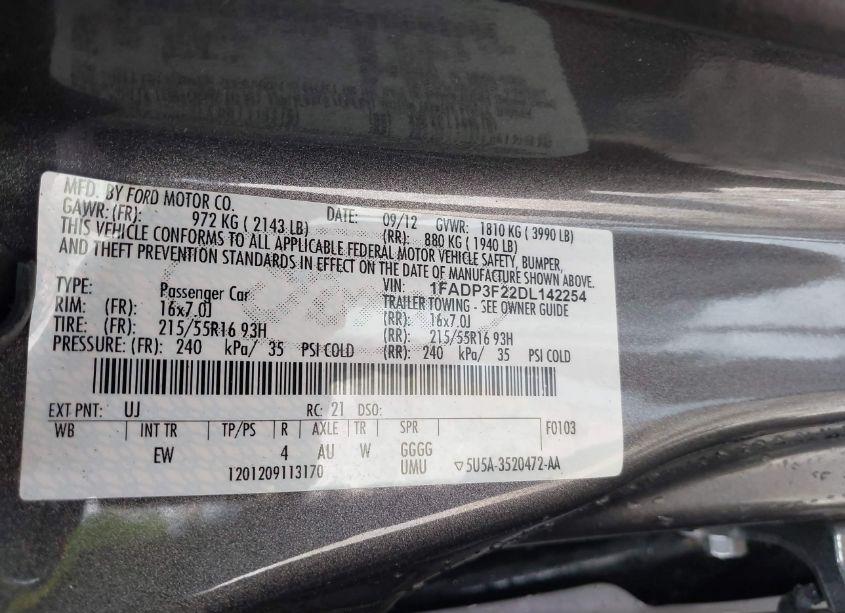 MFD. BY FORD MOTOR CO.
DATE: 09/12 GVWR: 1810 KG ( 3990 LB)
GAWR: (FR): 972 KG ( 2143 LB) (RR): 880 KG ( 1940 LB)
THIS VEHICLE CONFORMS TO ALL APPLICABLE FEDERAL MOTOR VEHICLE SAFETY, BUMPER,
AND THEFT PREVENTION STANDARDS IN EFFECT ON THE DATE OF MANUFACTURE SHOWN ABOVE.
VIN: 1FADP3F22DL142254
TYPE: Passenger Car TRAILER TOWING - SEE OWNER GUIDE
RIM: (FR) 16x7.0J (RR): 16x7.0J
TIRE: (FR) 215/55R16 93H (RR): 215/55R16 93H
PRESSURE: (FR): 240 kPa/ 35 PSI COLD (RR): 240 kPa/ 35 PSI COLD
EXT PNT: UJ RC: 21 DSO:
WB INT TR TP/PS R AXLE TR SPR F0103
EW 4 AU W GGGG
1201209113170 UMU ▽5U5A-3520472-AA